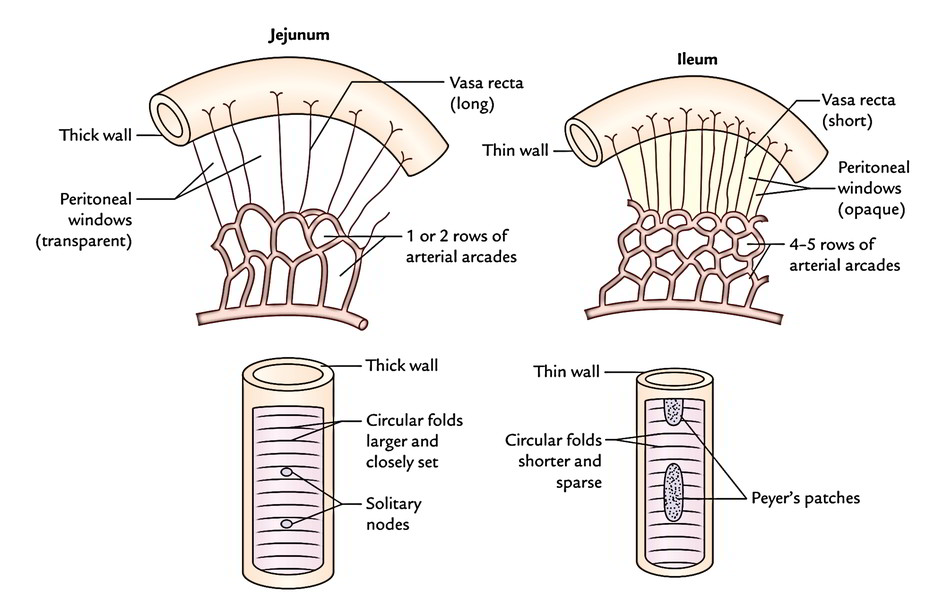 Jejunum
Vasa recta
(long)
Thick wall
Peritoneal
windows
(transparent)
1 or 2 rows of
arterial arcades
Ileum
Vasa recta
(short)
Thin wall
Peritoneal
windows
(opaque)
4–5 rows of
arterial arcades
Thick wall
Circular folds
larger and
closely set
Solitary
nodes
Thin wall
Circular folds
shorter and
sparse
Peyer's patches